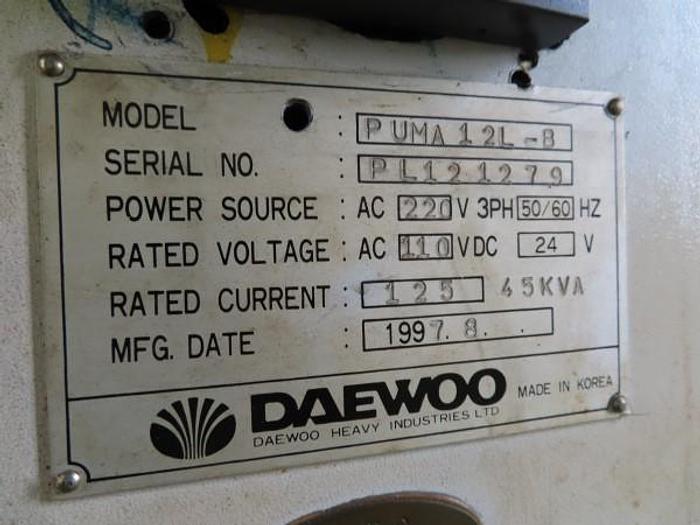 MODEL : PUMA 12L-B
SERIAL NO. : PL121279
POWER SOURCE : AC 220 V 3PH 50/60 HZ
RATED VOLTAGE : AC 110 V DC 24 V
RATED CURRENT : 125 45KVA
MFG. DATE : 1997. 8. .
DAEWOO MADE IN KOREA
DAEWOO HEAVY INDUSTRIES LTD